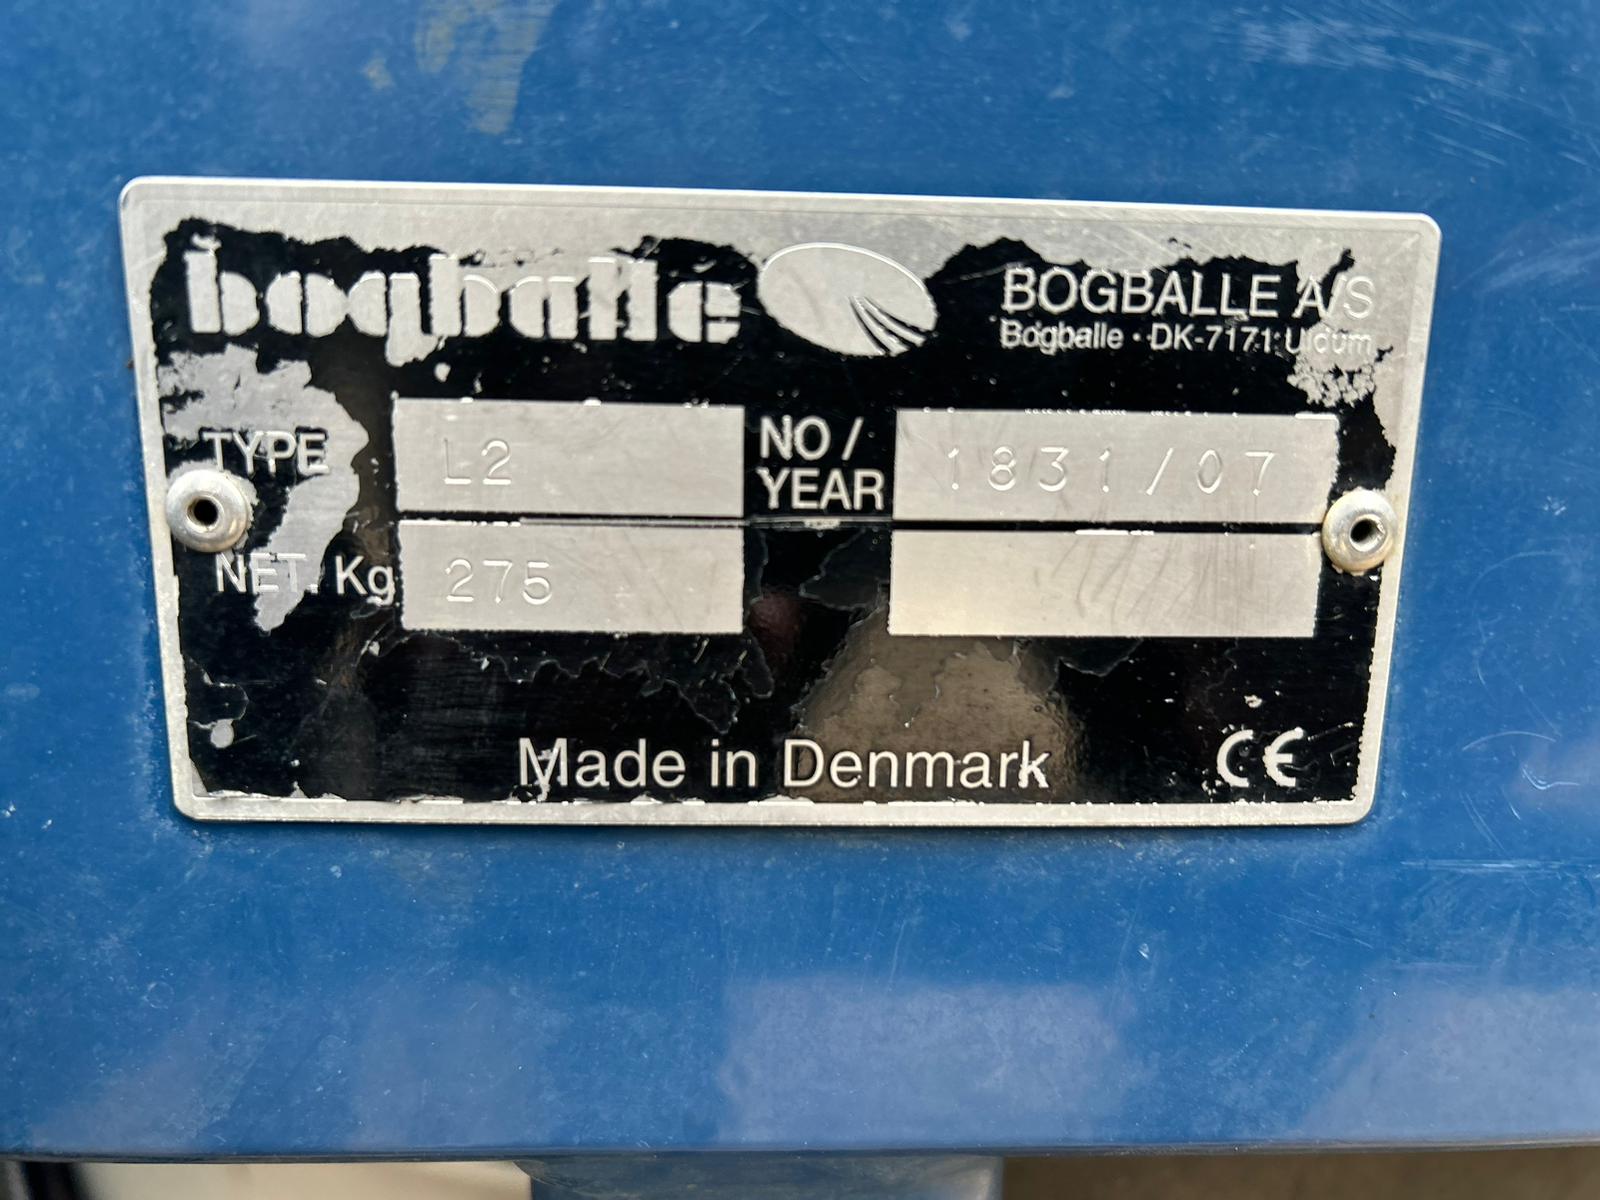 bogballe
BOGBALLE A/S
Bogballe · DK-7171 Uldum
TYPE L2
NO / YEAR 1831/07
NET. Kg 275
Made in Denmark CE